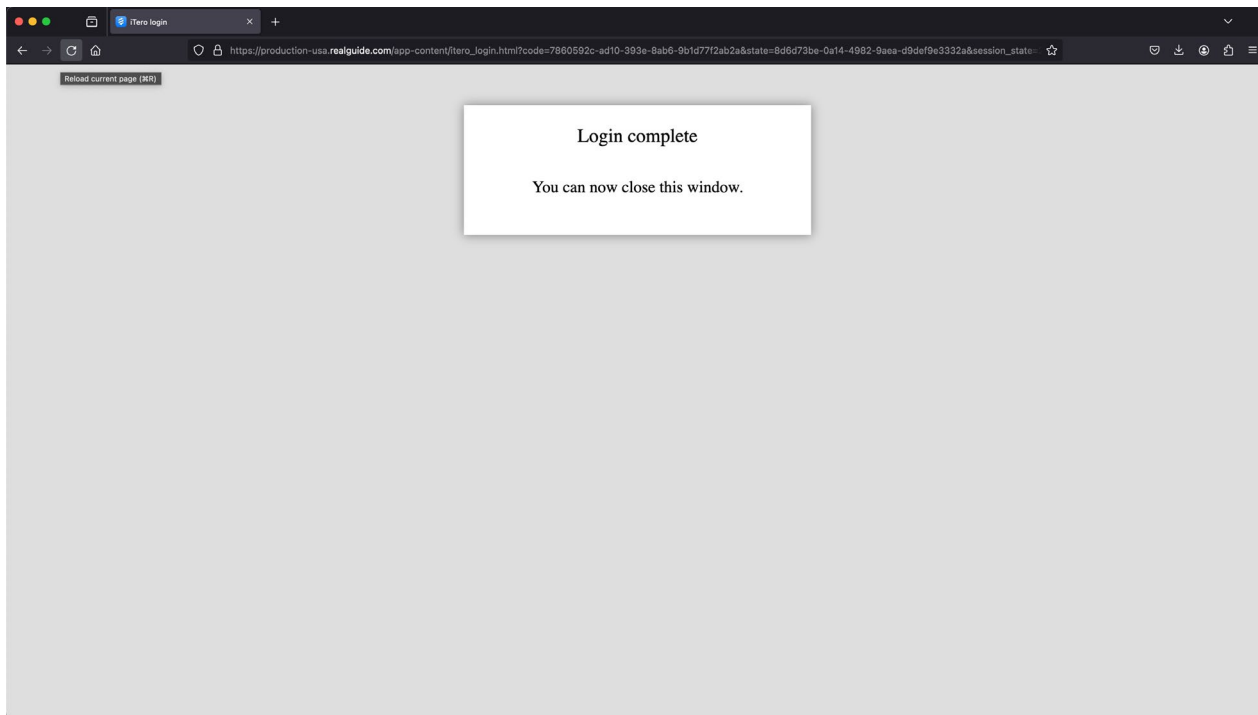 iTero login
https://production-usa.realguide.com/app-content/itero_login.html?code=7860592c-ad10-393e-8ab6-9b1d77f2ab2a&state=8d6d73be-0a14-4982-9aea-d9def9e3332a&session_state=
Reload current page (⌘R)
Login complete
You can now close this window.